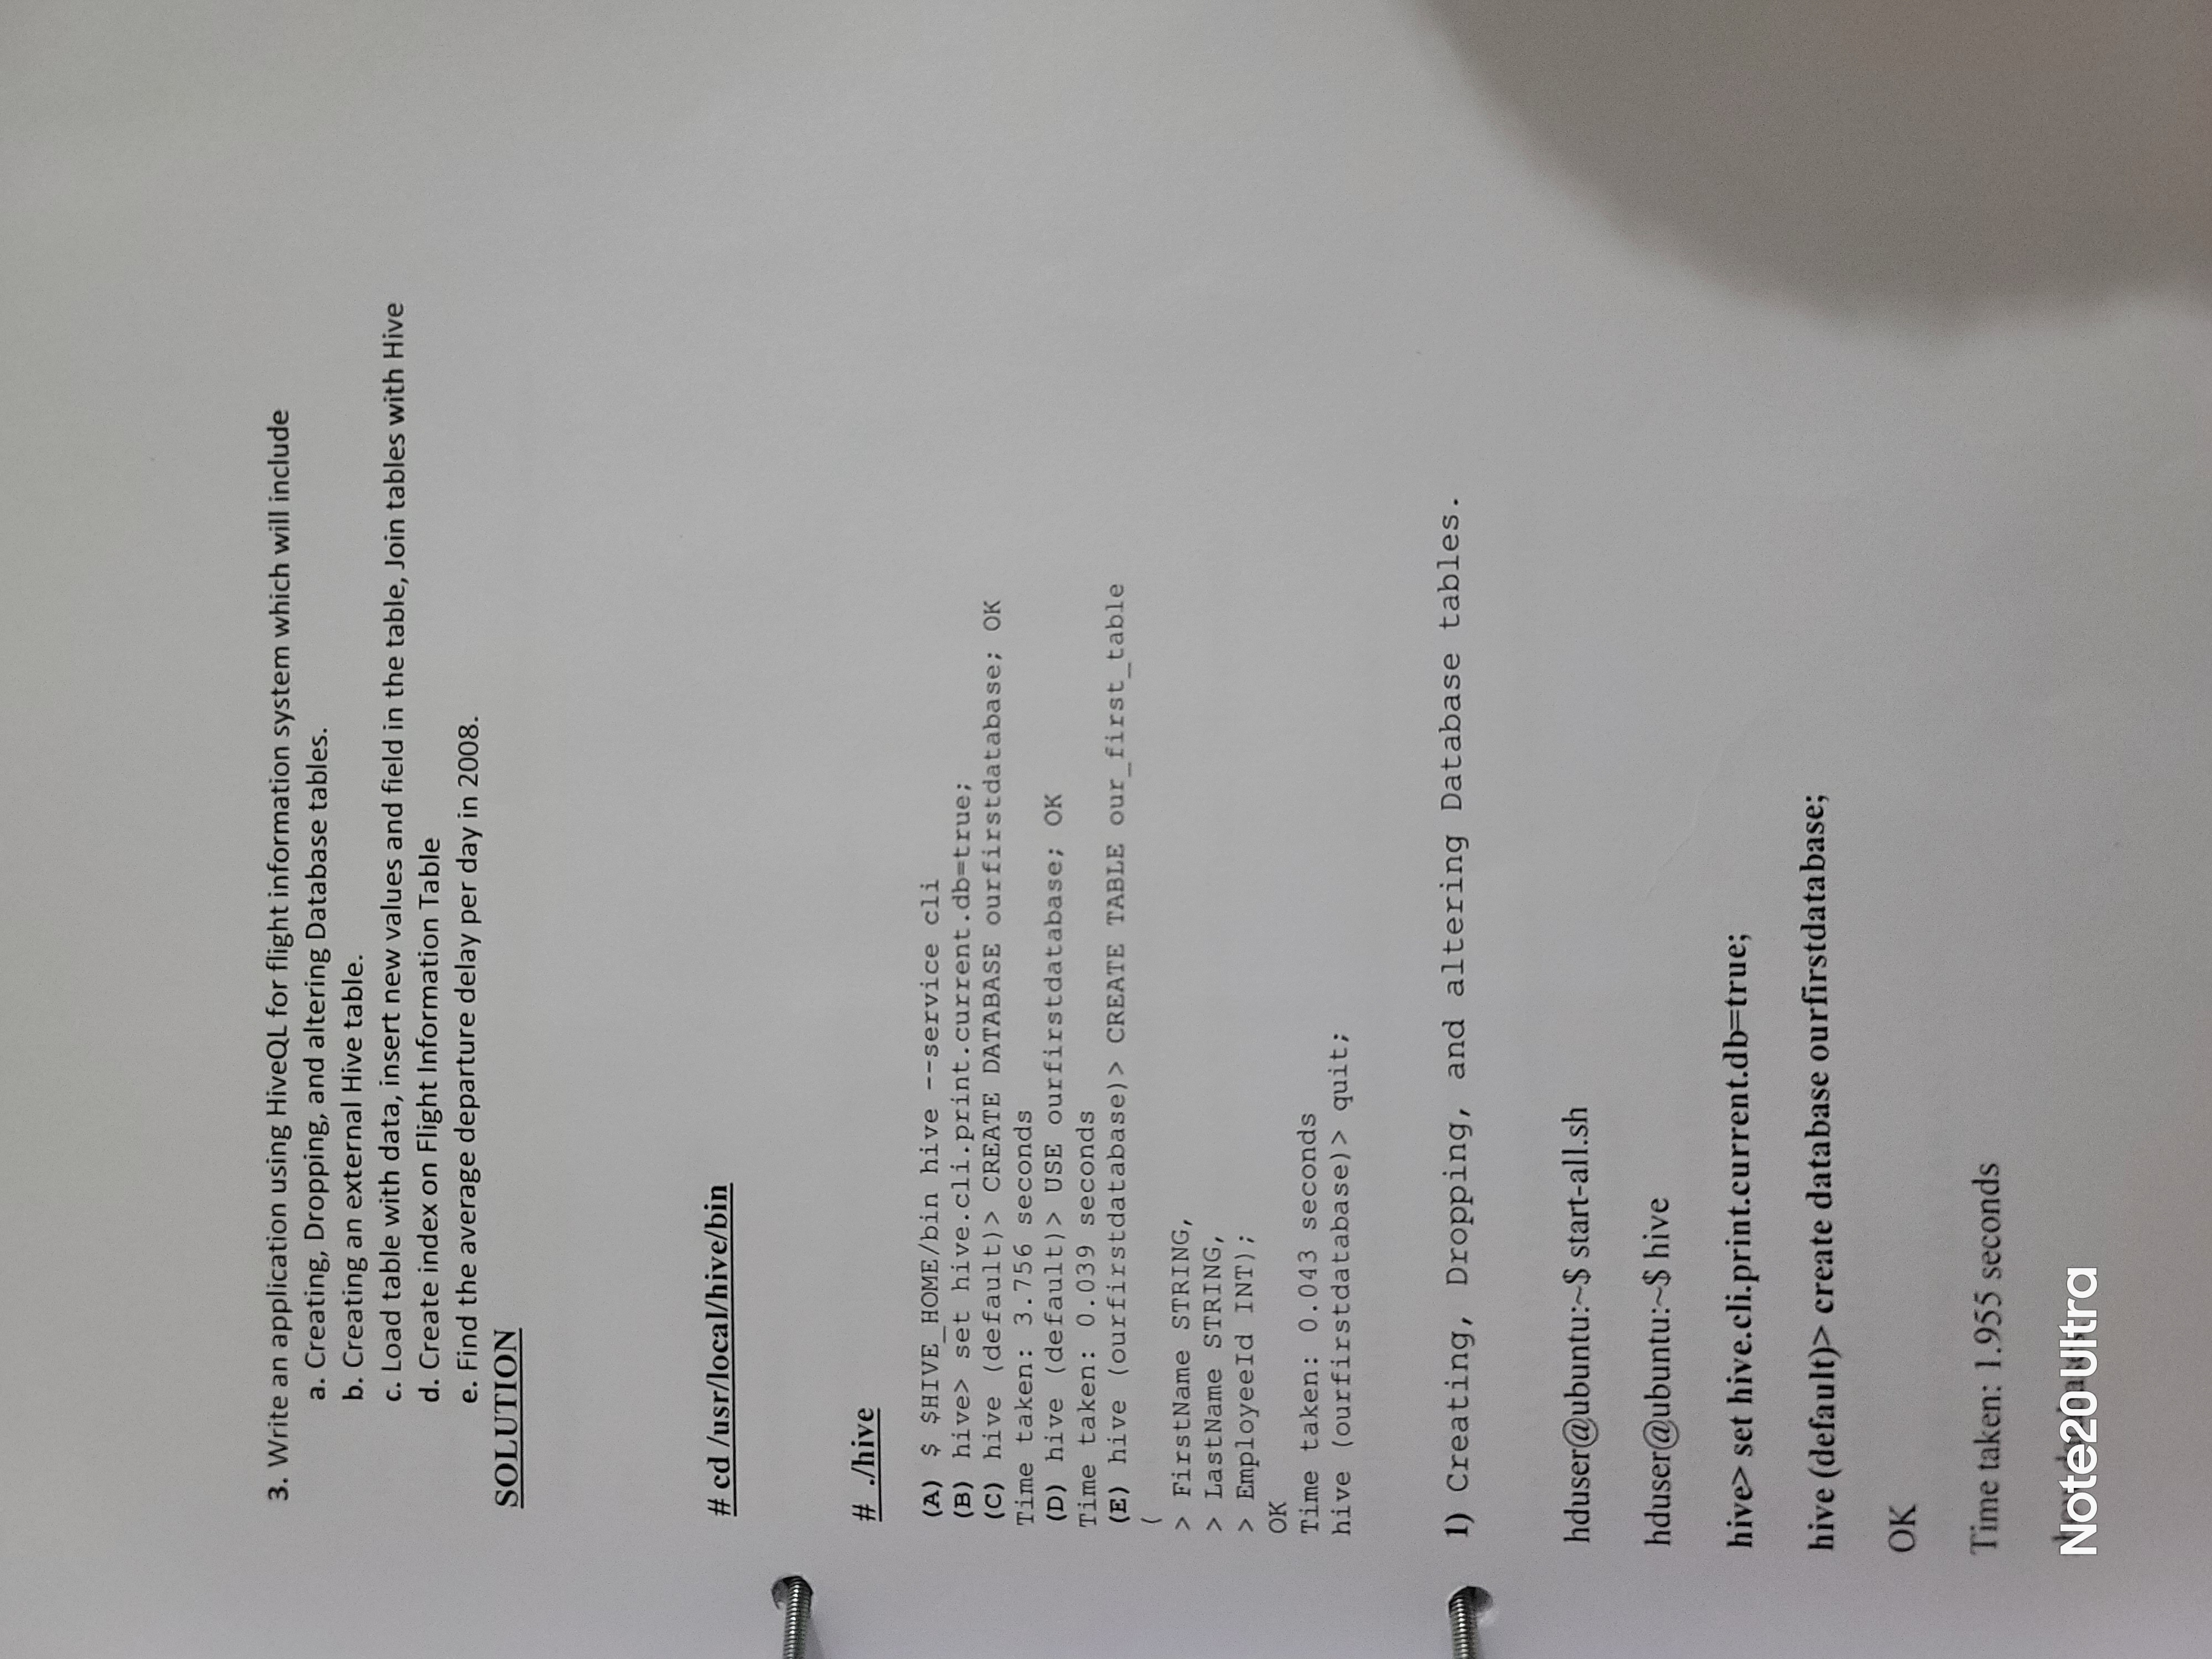 3. Write an application using HiveQL for flight information system which will include
a. Creating, Dropping, and altering Database tables.
b. Creating an external Hive table.
c. Load table with data, insert new values and field in the table, Join tables with Hive
d. Create index on Flight Information Table
e. Find the average departure delay per day in 2008.
SOLUTION
# cd /usr/local/hive/bin
# ./hive
(A) $ $HIVE_HOME/bin hive --service cli
(B) hive> set hive.cli.print.current.db=true;
(C) hive (default)> CREATE DATABASE ourfirstdatabase; OK
Time taken: 3.756 seconds
(D) hive (default)> USE ourfirstdatabase; OK
Time taken: 0.039 seconds
(E) hive (ourfirstdatabase)> CREATE TABLE our_first_table
(
> FirstName STRING,
> LastName STRING,
> EmployeeId INT);
OK
Time taken: 0.043 seconds
hive (ourfirstdatabase)> quit;
1) Creating, Dropping, and altering Database tables.
hduser@ubuntu:~$ start-all.sh
hduser@ubuntu:~$ hive
hive> set hive.cli.print.current.db=true;
hive (default)> create database ourfirstdatabase;
OK
Time taken: 1.955 seconds
Note20 Ultra